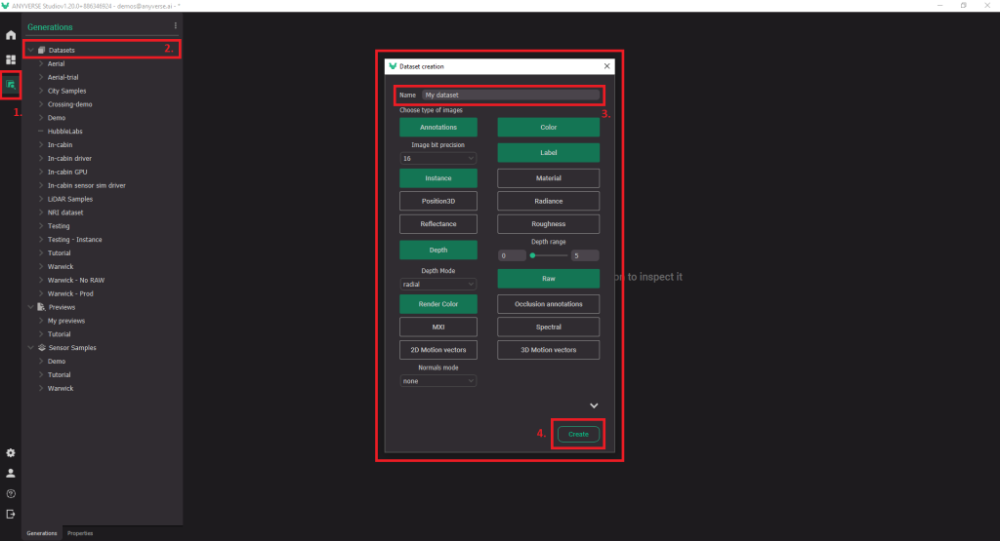 ANYVERSE Studiov1.20.0+886346924 - demos@anyverse.ai - *
Generations
Datasets
2.
Aerial
Aerial-trial
City Samples
Crossing-demo
Demo
HubbleLabs
In-cabin
In-cabin driver
In-cabin GPU
In-cabin sensor sim driver
LiDAR Samples
NRI dataset
Testing
Testing - Instance
Tutorial
Warwick
Warwick - No RAW
Warwick - Prod
Previews
My previews
Tutorial
Sensor Samples
Demo
Tutorial
Warwick
1.
Generations
Properties
Dataset creation
Name
My dataset
3.
Choose type of images
Annotations
Color
Image bit precision
16
Label
Instance
Material
Position3D
Radiance
Reflectance
Roughness
Depth
Depth range
0
5
Depth Mode
radial
Raw
Render Color
Occlusion annotations
MXI
Spectral
2D Motion vectors
3D Motion vectors
Normals mode
none
4.
Create
on to inspect it